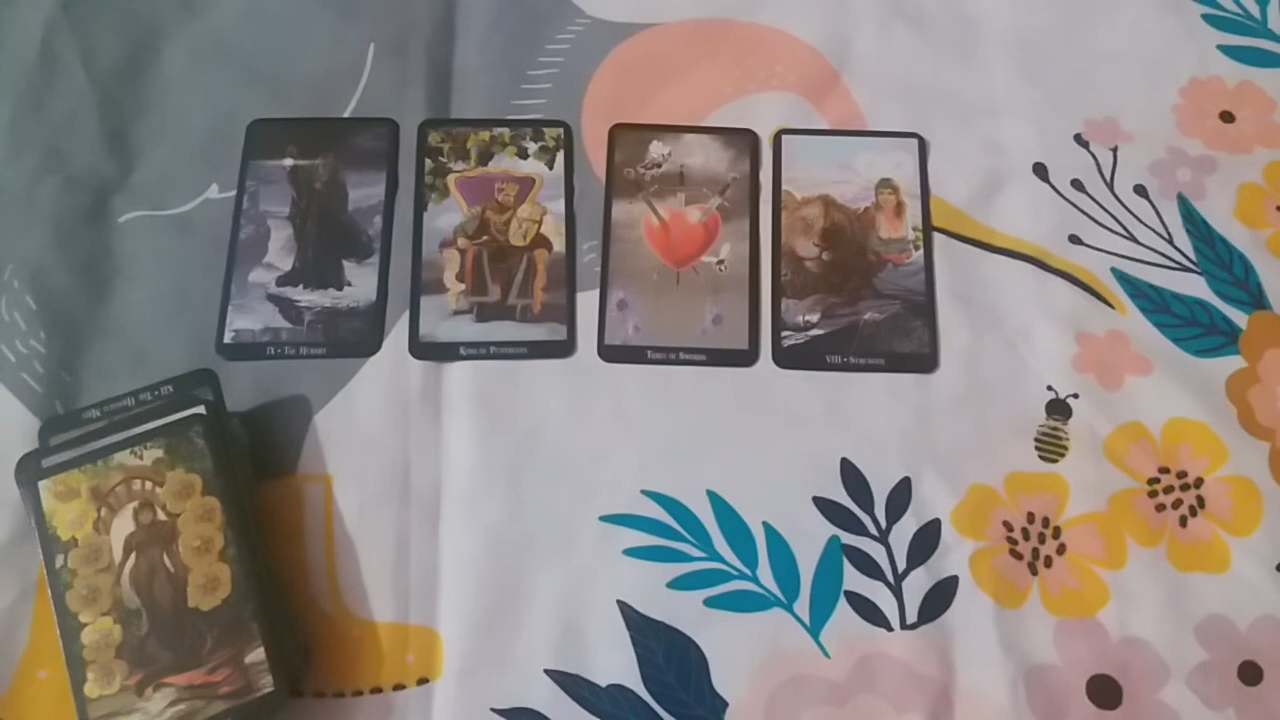 IX • The Hermit
King of Pentacles
Three of Swords
VIII • Strength
XII • The Hanged Man